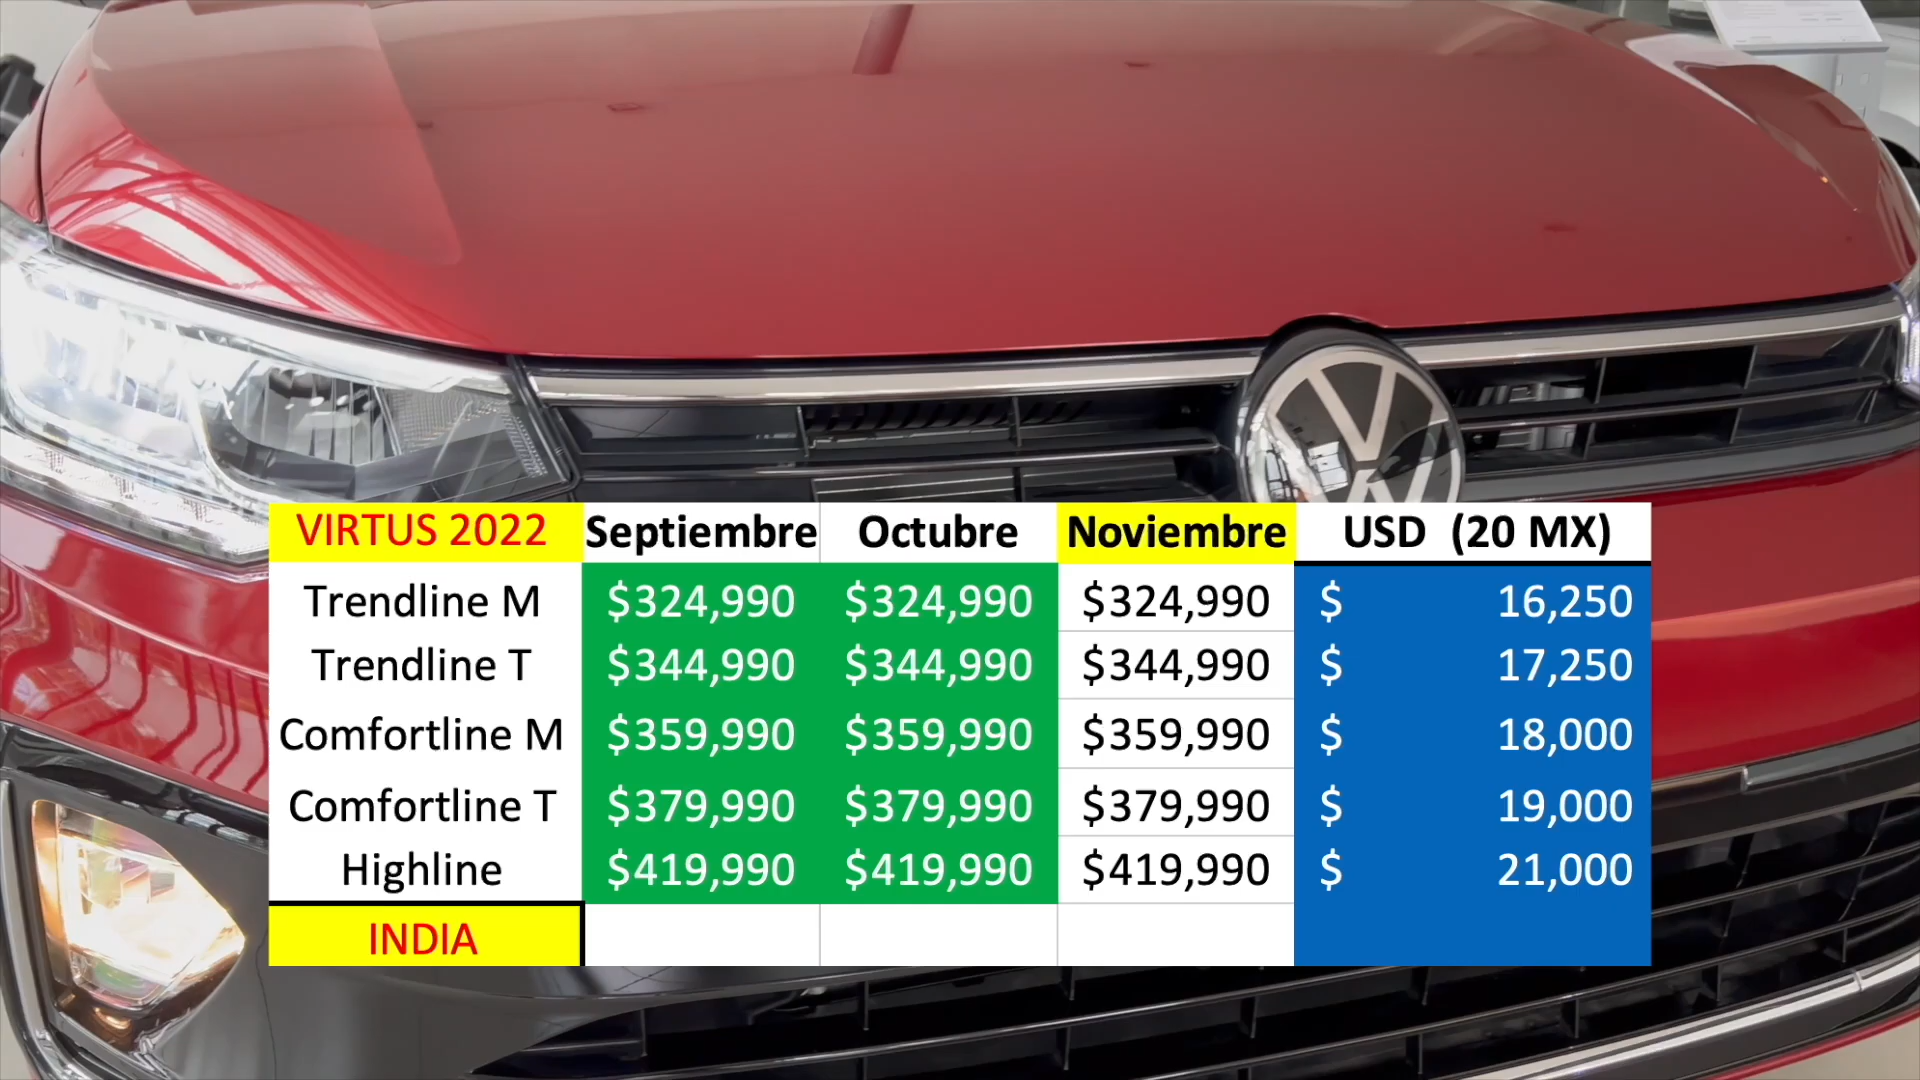 VIRTUS 2022 Septiembre Octubre Noviembre USD (20 MX)
Trendline M $324,990 $324,990 $324,990 $ 16,250
Trendline T $344,990 $344,990 $344,990 $ 17,250
Comfortline M $359,990 $359,990 $359,990 $ 18,000
Comfortline T $379,990 $379,990 $379,990 $ 19,000
Highline $419,990 $419,990 $419,990 $ 21,000
INDIA